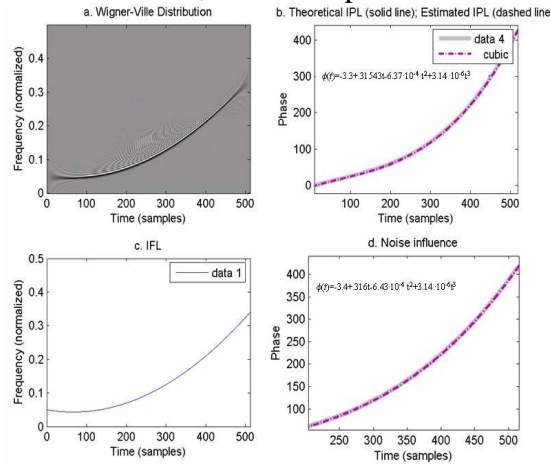 a. Wigner-Ville Distribution
Frequency (normalized)
0.4
0.3
0.2
0.1
0
0 100 200 300 400 500
Time (samples)
b. Theoretical IPL (solid line); Estimated IPL (dashed line
data 4
cubic
ϕ(t)=-3.3+.31543t-6.37·10⁻⁴ t²+3.14 ·10⁻⁶t³
Phase
400
300
200
100
0
100 200 300 400 500
Time (samples)
c. IFL
data 1
Frequency (normalized)
0.5
0.4
0.3
0.2
0.1
0
0 100 200 300 400 500
Time (samples)
d. Noise influence
ϕ(t)=-3.4+.316t-6.43·10⁻⁴ t²+3.14 ·10⁻⁶t³
Phase
400
350
300
250
200
150
100
250 300 350 400 450 500
Time (samples)